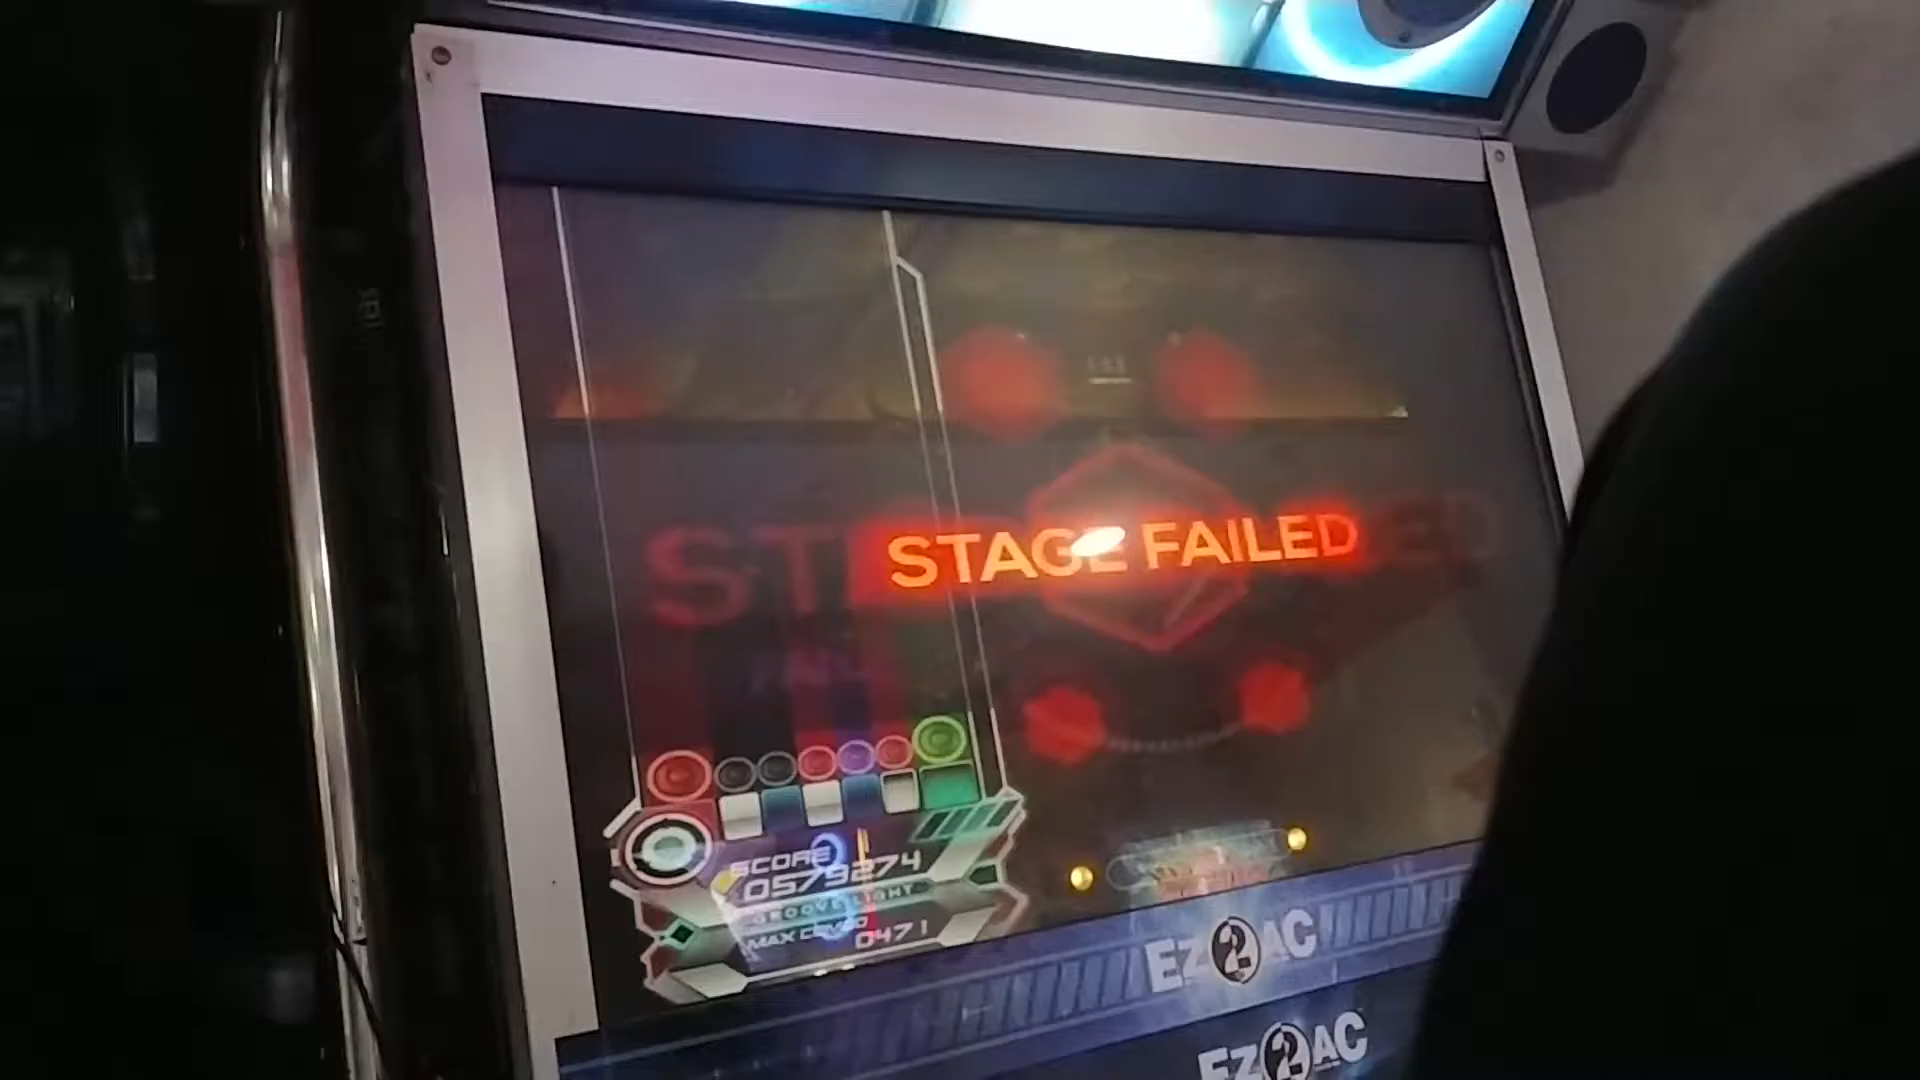 STAGE FAILED
SCORE
0579274
GROOVE LIGHT
MAX COMBO
0471
EZ2AC
EZ2AC